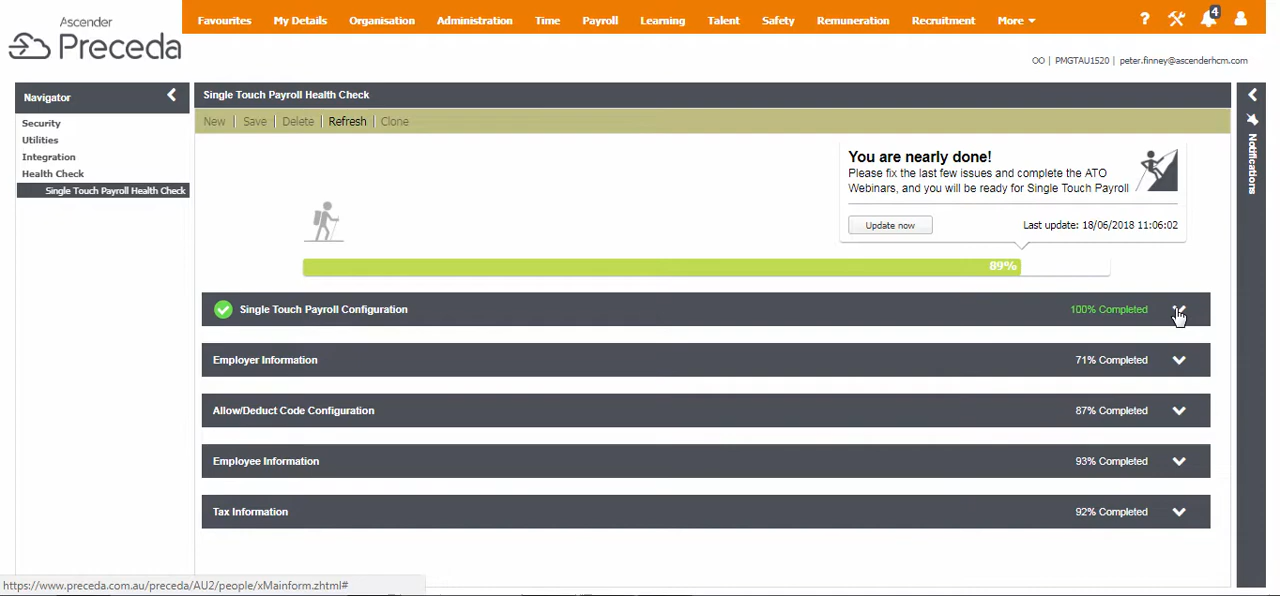 Ascender
Preceda
Favourites My Details Organisation Administration Time Payroll Learning Talent Safety Remuneration Recruitment More ? 4
OO | PMGTAU1520 | peter.finney@ascenderhcm.com
Navigator
Security
Utilities
Integration
Health Check
Single Touch Payroll Health Check
Single Touch Payroll Health Check
New | Save | Delete | Refresh | Clone
You are nearly done!
Please fix the last few issues and complete the ATO
Webinars, and you will be ready for Single Touch Payroll
Update now Last update: 18/06/2018 11:06:02
89%
Single Touch Payroll Configuration 100% Completed
Employer Information 71% Completed
Allow/Deduct Code Configuration 87% Completed
Employee Information 93% Completed
Tax Information 92% Completed
Notifications
https://www.preceda.com.au/preceda/AU2/people/xMainform.zhtml#